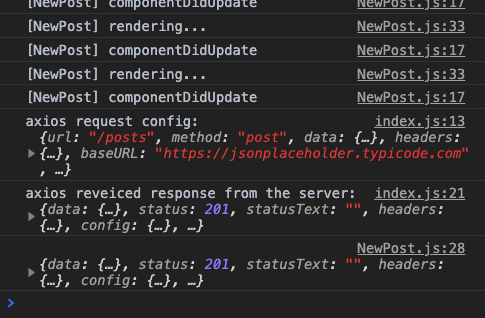 [NewPost] componentDidUpdate NewPost.js:17
[NewPost] rendering... NewPost.js:33
[NewPost] componentDidUpdate NewPost.js:17
[NewPost] rendering... NewPost.js:33
[NewPost] componentDidUpdate NewPost.js:17
axios request config: index.js:13
{url: "/posts", method: "post", data: {…}, headers:
{…}, baseURL: "https://jsonplaceholder.typicode.com"
, …}
axios reveiced response from the server: index.js:21
{data: {…}, status: 201, statusText: "", headers:
{…}, config: {…}, …}
NewPost.js:28
{data: {…}, status: 201, statusText: "", headers:
{…}, config: {…}, …}